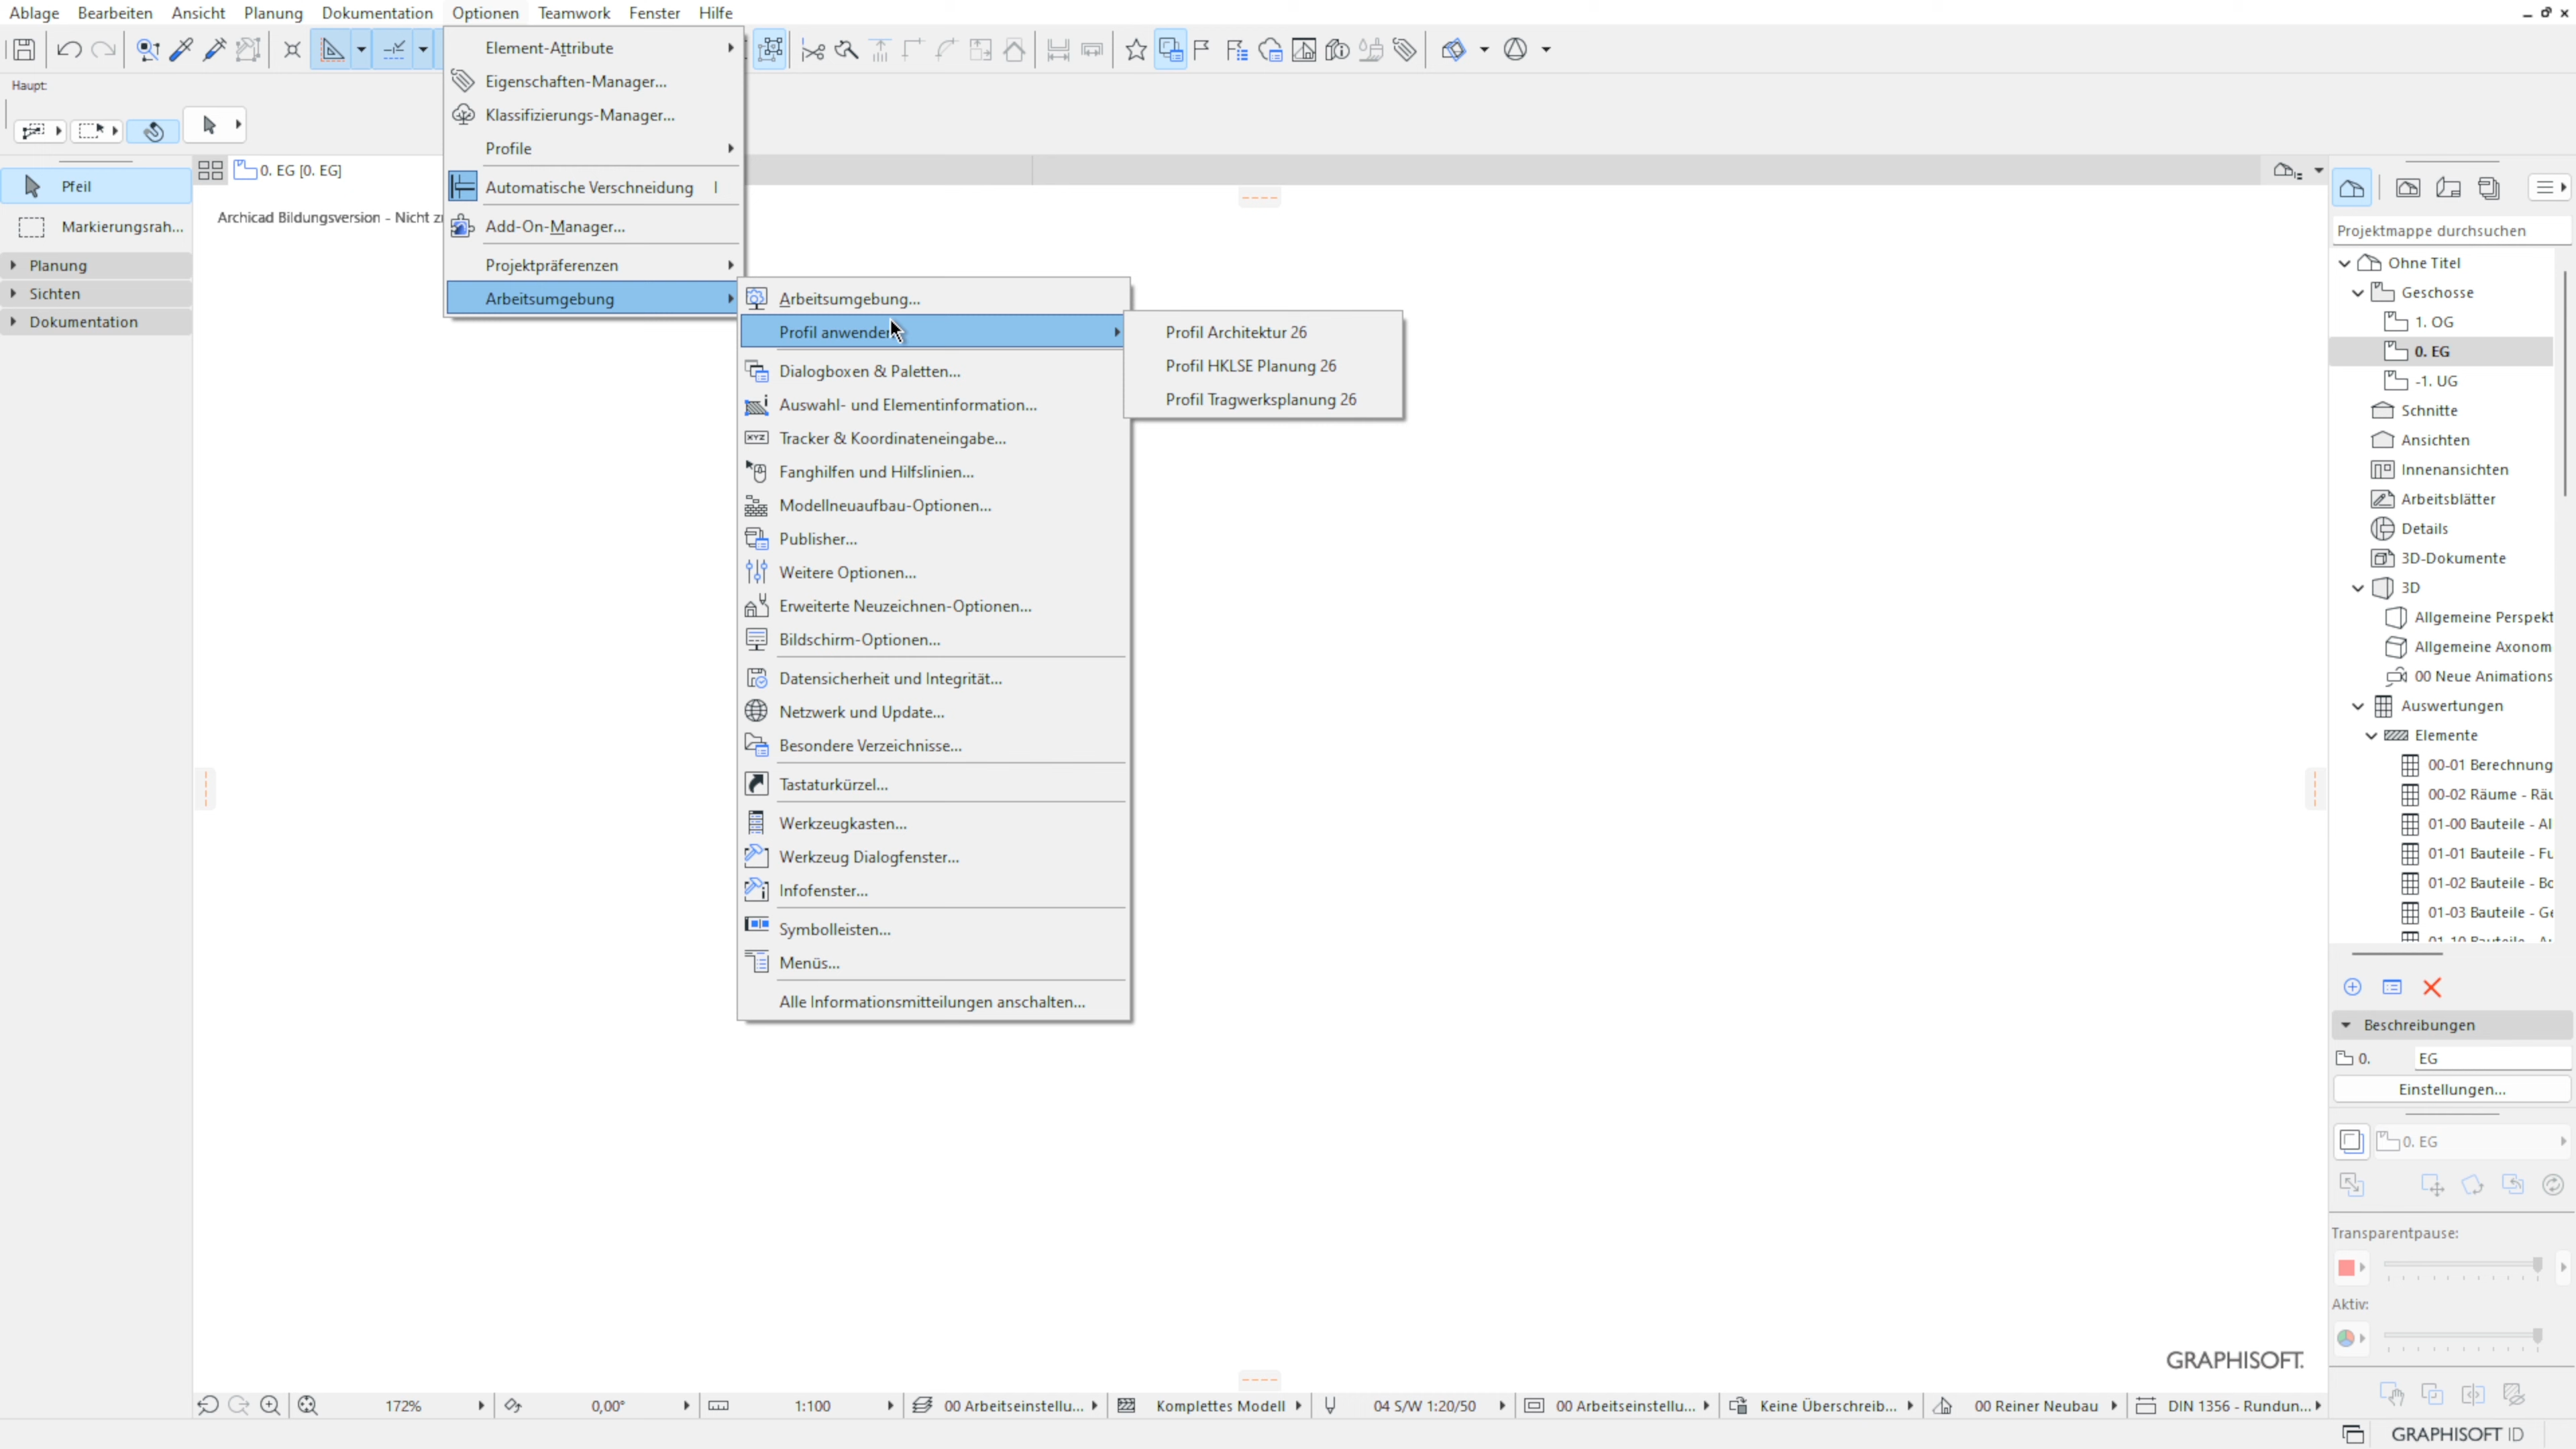 Ablage Bearbeiten Ansicht Planung Dokumentation Optionen Teamwork Fenster Hilfe
Haupt:
0. EG [0. EG]
Pfeil
Markierungsrah...
Planung
Sichten
Dokumentation
Archicad Bildungsversion - Nicht
Element-Attribute
Eigenschaften-Manager...
Klassifizierungs-Manager...
Profile
Automatische Verschneidung I
Add-On-Manager...
Projektpräferenzen
Arbeitsumgebung
Arbeitsumgebung...
Profil anwenden
Dialogboxen & Paletten...
Auswahl- und Elementinformation...
XYZ Tracker & Koordinateneingabe...
Fanghilfen und Hilfslinien...
Modellneuaufbau-Optionen...
Publisher...
Weitere Optionen...
Erweiterte Neuzeichnen-Optionen...
Bildschirm-Optionen...
Datensicherheit und Integrität...
Netzwerk und Update...
Besondere Verzeichnisse...
Tastaturkürzel...
Werkzeugkasten...
Werkzeug Dialogfenster...
Infofenster...
Symbolleisten...
Menüs...
Alle Informationsmitteilungen anschalten...
Profil Architektur 26
Profil HKLSE Planung 26
Profil Tragwerksplanung 26
Projektmappe durchsuchen
Ohne Titel
Geschosse
1. OG
0. EG
-1. UG
Schnitte
Ansichten
Innenansichten
Arbeitsblätter
Details
3D-Dokumente
3D
Allgemeine Perspekt
Allgemeine Axonom
00 Neue Animations
Auswertungen
Elemente
00-01 Berechnung
00-02 Räume - Räu
01-00 Bauteile - Al
01-01 Bauteile - Fu
01-02 Bauteile - Bo
01-03 Bauteile - Ge
Beschreibungen
0. EG
Einstellungen...
0. EG
Transparentpause:
Aktiv:
GRAPHISOFT.
172% 0,00° 1:100 00 Arbeitseinstellu... Komplettes Modell 04 S/W 1:20/50 00 Arbeitseinstellu... Keine Überschreib... 00 Reiner Neubau DIN 1356 - Rundun...
GRAPHISOFT ID